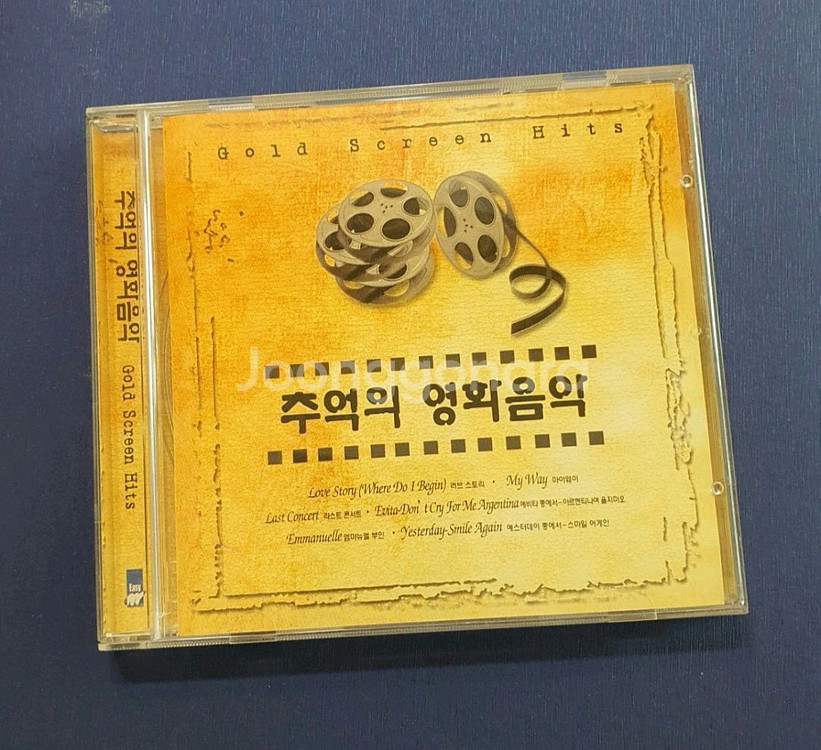 Gold Screen Hits
추억의 영화음악
Love Story (Where Do I Begin) 러브 스토리 · My Way 마이웨이
Last Concert 라스트 콘서트 · Evita-Don't Cry For Me Argentina 에비타 중에서-아르헨티나여 울지마오
Emmanuelle 엠마뉴엘 부인 · Yesterday-Smile Again 예스터데이 중에서-스마일 어게인
추억의 영화음악 Gold Screen Hits
Easy
Joonggonara